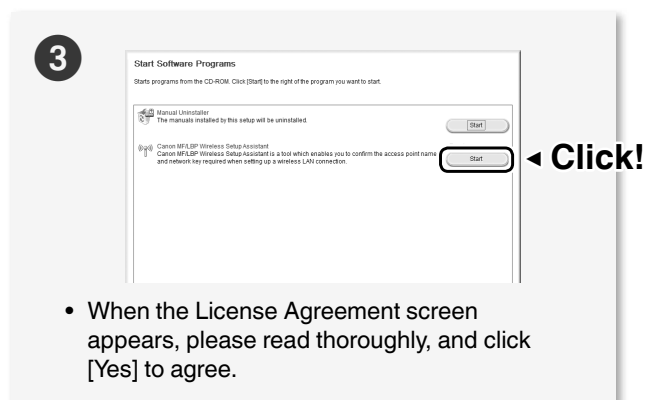 3
Start Software Programs
Starts programs from the CD-ROM. Click [Start] to the right of the program you want to start.
Manual Uninstaller
The manuals installed by this setup will be uninstalled.
Start
Canon MF/LBP Wireless Setup Assistant
Canon MF/LBP Wireless Setup Assistant is a tool which enables you to confirm the access point name
and network key required when setting up a wireless LAN connection.
Start
◄ Click!
• When the License Agreement screen
appears, please read thoroughly, and click
[Yes] to agree.